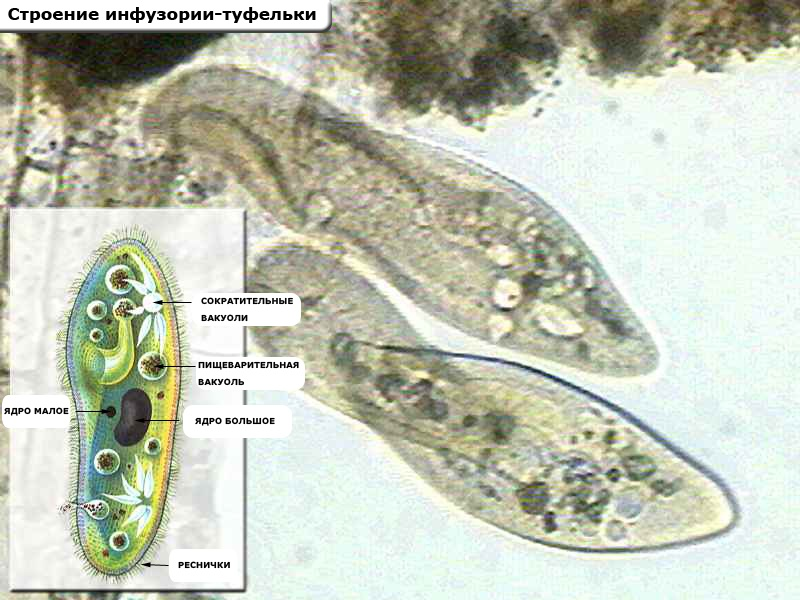 Строение инфузории-туфельки
СОКРАТИТЕЛЬНЫЕ
ВАКУОЛИ
ПИЩЕВАРИТЕЛЬНАЯ
ВАКУОЛЬ
ЯДРО МАЛОЕ
ЯДРО БОЛЬШОЕ
РЕСНИЧКИ